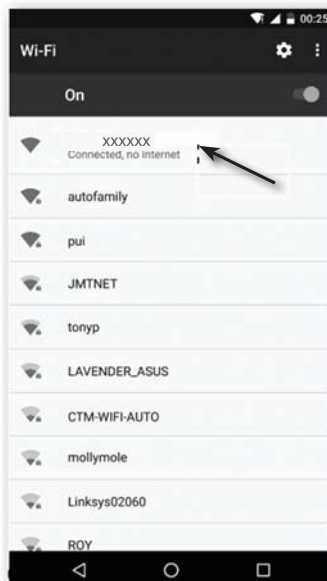 00:25
Wi-Fi
On
XXXXXX
Connected, no Internet
autofamily
pui
JMTNET
tonyp
LAVENDER_ASUS
CTM-WIFI-AUTO
mollymole
Linksys02060
ROY